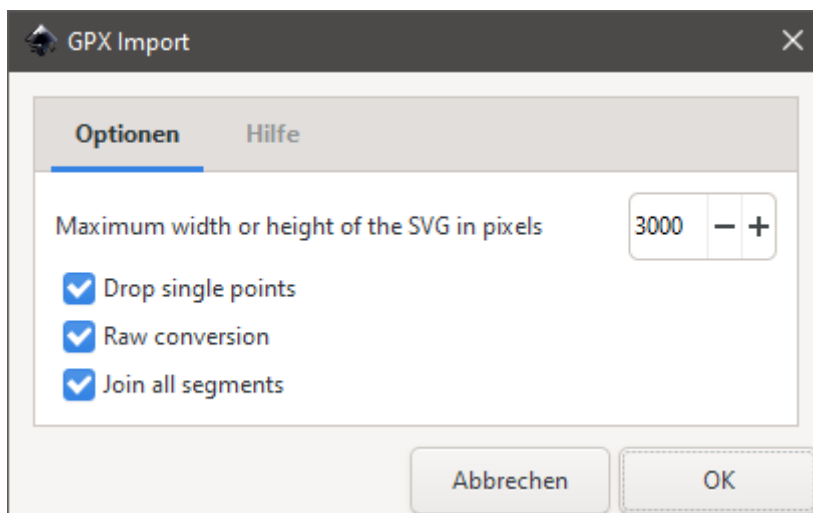 GPX Import
Optionen Hilfe
Maximum width or height of the SVG in pixels 3000
Drop single points
Raw conversion
Join all segments
Abbrechen OK